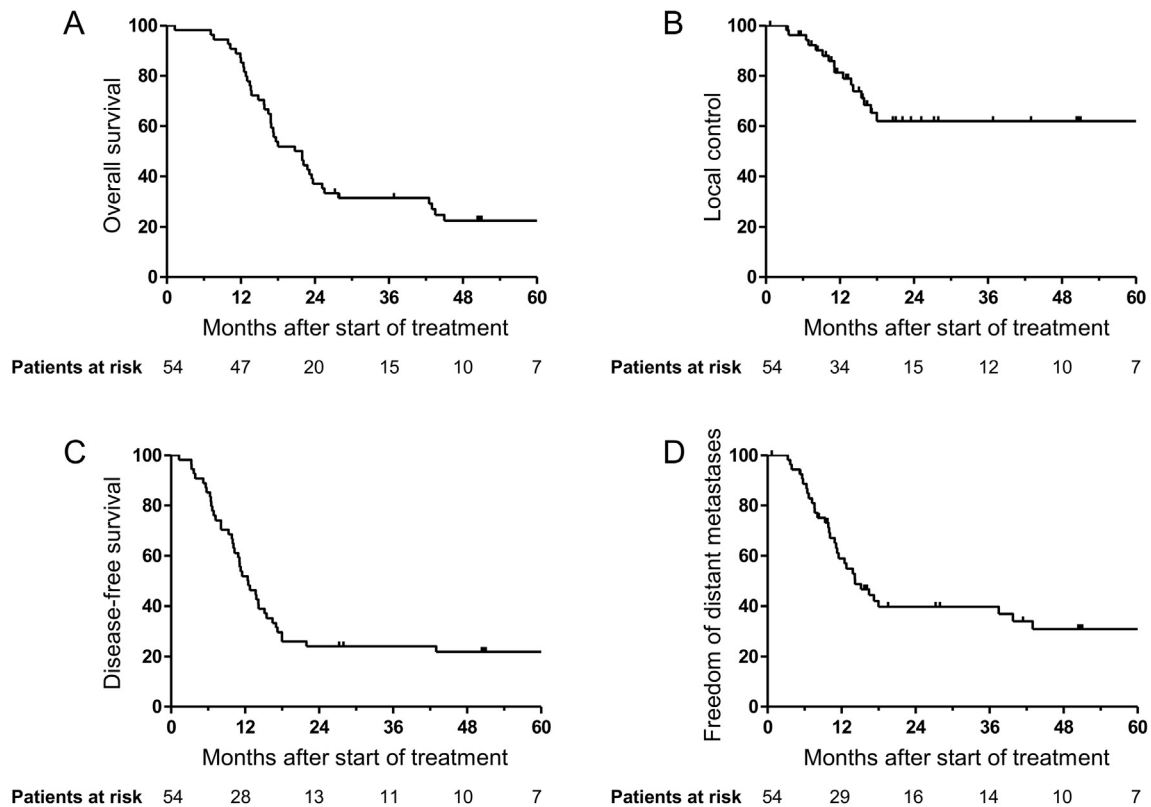 A
Overall survival
100
80
60
40
20
0
0 12 24 36 48 60
Months after start of treatment
Patients at risk 54 47 20 15 10 7
B
Local control
100
80
60
40
20
0
0 12 24 36 48 60
Months after start of treatment
Patients at risk 54 34 15 12 10 7
C
Disease-free survival
100
80
60
40
20
0
0 12 24 36 48 60
Months after start of treatment
Patients at risk 54 28 13 11 10 7
D
Freedom of distant metastases
100
80
60
40
20
0
0 12 24 36 48 60
Months after start of treatment
Patients at risk 54 29 16 14 10 7